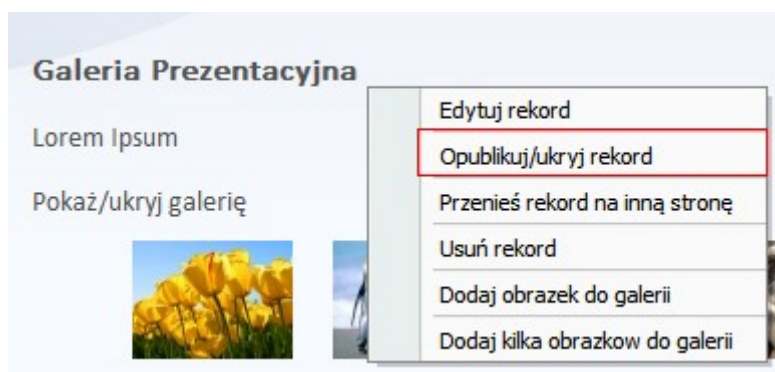 Galeria Prezentacyjna
Lorem Ipsum
Pokaż/ukryj galerię
Edytuj rekord
Opublikuj/ukryj rekord
Przenieś rekord na inną stronę
Usuń rekord
Dodaj obrazek do galerii
Dodaj kilka obrazkow do galerii